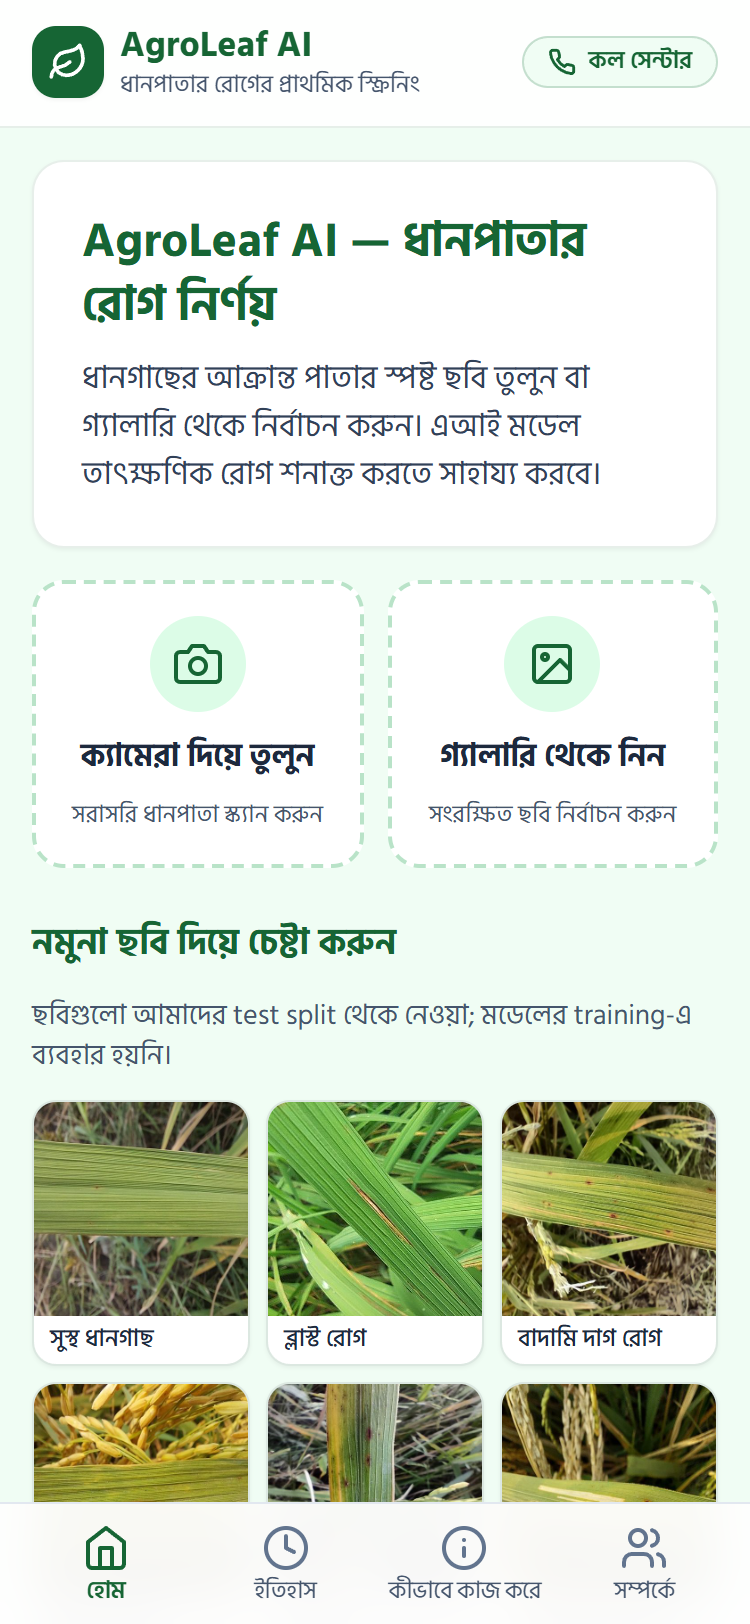 AgroLeaf AI
ধানপাতার রোগের প্রাথমিক স্ক্রিনিং
কল সেন্টার
AgroLeaf AI — ধানপাতার
রোগ নির্ণয়
ধানগাছের আক্রান্ত পাতার স্পষ্ট ছবি তুলুন বা
গ্যালারি থেকে নির্বাচন করুন। এআই মডেল
তাৎক্ষণিক রোগ শনাক্ত করতে সাহায্য করবে।
ক্যামেরা দিয়ে তুলুন
সরাসরি ধানপাতা স্ক্যান করুন
গ্যালারি থেকে নিন
সংরক্ষিত ছবি নির্বাচন করুন
নমুনা ছবি দিয়ে চেষ্টা করুন
ছবিগুলো আমাদের test split থেকে নেওয়া; মডেলের training-এ
ব্যবহার হয়নি।
সুস্থ ধানগাছ
ব্লাস্ট রোগ
বাদামি দাগ রোগ
হোম
ইতিহাস
কীভাবে কাজ করে
সম্পর্কে